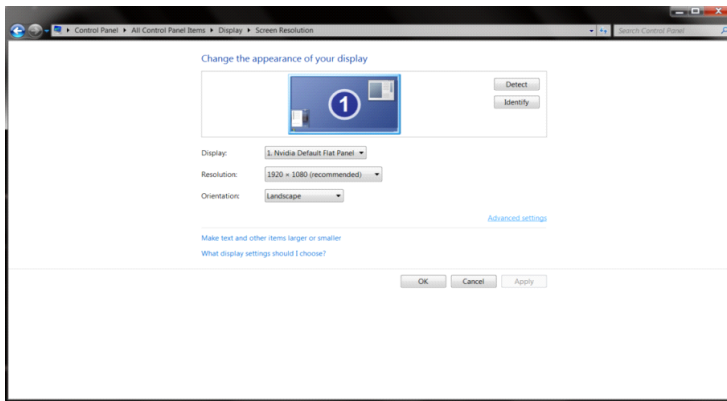 Control Panel ▸ All Control Panel Items ▸ Display ▸ Screen Resolution
Search Control Panel
Change the appearance of your display
1
Detect
Identify
Display: 1. Nvidia Default Flat Panel
Resolution: 1920 × 1080 (recommended)
Orientation: Landscape
Advanced settings
Make text and other items larger or smaller
What display settings should I choose?
OK Cancel Apply